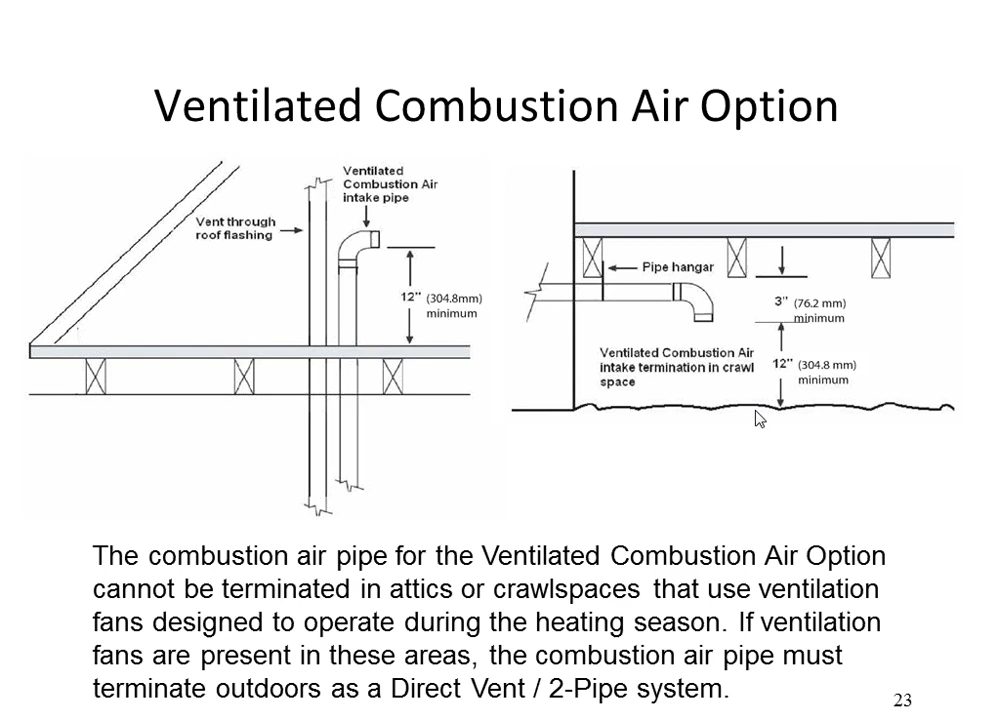 Ventilated Combustion Air Option
Ventilated
Combustion Air
intake pipe
Vent through
roof flashing
12" (304.8mm)
minimum
Pipe hangar
3" (76.2 mm)
minimum
Ventilated Combustion Air
intake termination in crawl
space
12" (304.8 mm)
minimum
The combustion air pipe for the Ventilated Combustion Air Option
cannot be terminated in attics or crawlspaces that use ventilation
fans designed to operate during the heating season. If ventilation
fans are present in these areas, the combustion air pipe must
terminate outdoors as a Direct Vent / 2-Pipe system.
23